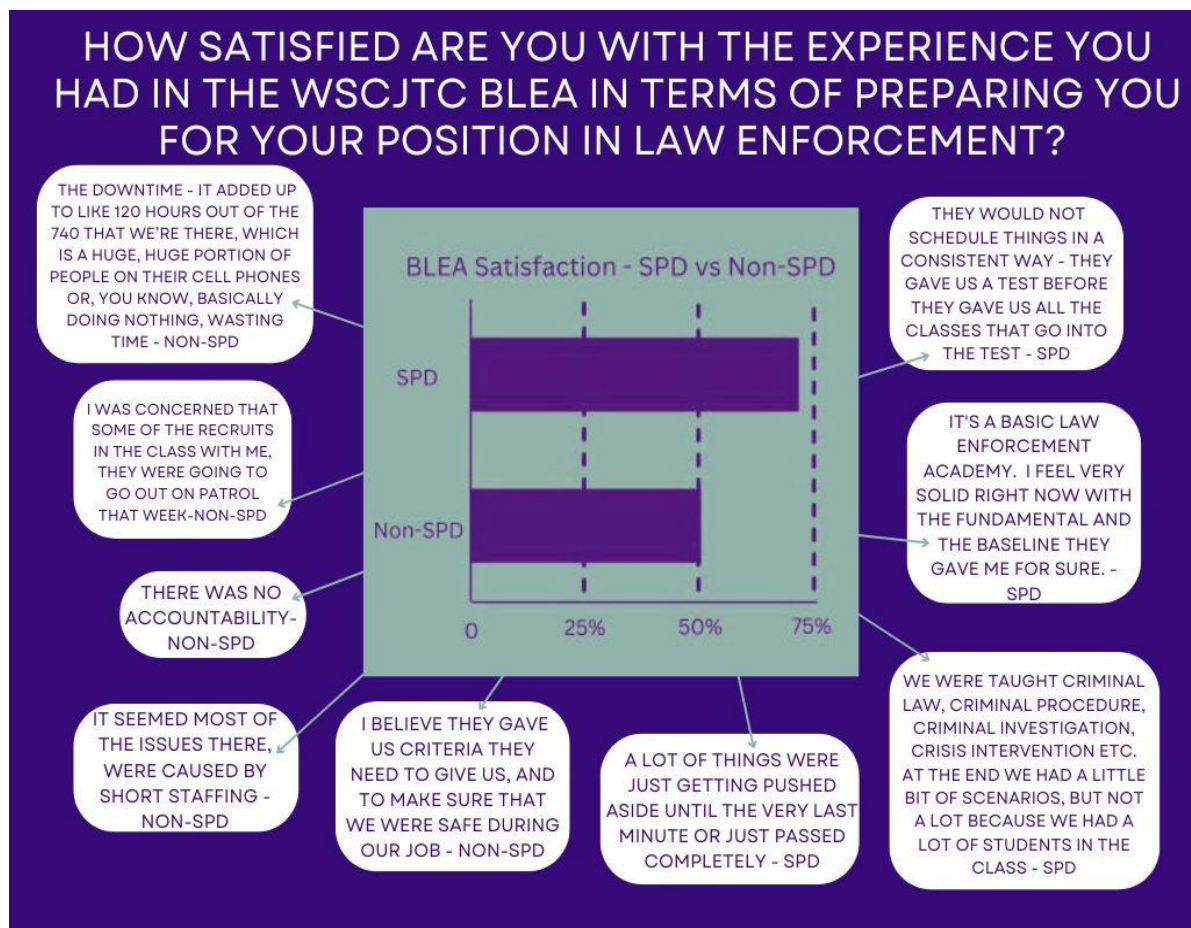 HOW SATISFIED ARE YOU WITH THE EXPERIENCE YOU
HAD IN THE WSCJTC BLEA IN TERMS OF PREPARING YOU
FOR YOUR POSITION IN LAW ENFORCEMENT?
THE DOWNTIME - IT ADDED UP
TO LIKE 120 HOURS OUT OF THE
740 THAT WE'RE THERE, WHICH
IS A HUGE, HUGE PORTION OF
PEOPLE ON THEIR CELL PHONES
OR, YOU KNOW, BASICALLY
DOING NOTHING, WASTING
TIME - NON-SPD
I WAS CONCERNED THAT
SOME OF THE RECRUITS
IN THE CLASS WITH ME,
THEY WERE GOING TO
GO OUT ON PATROL
THAT WEEK-NON-SPD
THERE WAS NO
ACCOUNTABILITY-
NON-SPD
IT SEEMED MOST OF
THE ISSUES THERE,
WERE CAUSED BY
SHORT STAFFING -
NON-SPD
BLEA Satisfaction - SPD vs Non-SPD
SPD
Non-SPD
0 25% 50% 75%
I BELIEVE THEY GAVE
US CRITERIA THEY
NEED TO GIVE US, AND
TO MAKE SURE THAT
WE WERE SAFE DURING
OUR JOB - NON-SPD
A LOT OF THINGS WERE
JUST GETTING PUSHED
ASIDE UNTIL THE VERY LAST
MINUTE OR JUST PASSED
COMPLETELY - SPD
THEY WOULD NOT
SCHEDULE THINGS IN A
CONSISTENT WAY - THEY
GAVE US A TEST BEFORE
THEY GAVE US ALL THE
CLASSES THAT GO INTO
THE TEST - SPD
IT'S A BASIC LAW
ENFORCEMENT
ACADEMY. I FEEL VERY
SOLID RIGHT NOW WITH
THE FUNDAMENTAL AND
THE BASELINE THEY
GAVE ME FOR SURE. -
SPD
WE WERE TAUGHT CRIMINAL
LAW, CRIMINAL PROCEDURE,
CRIMINAL INVESTIGATION,
CRISIS INTERVENTION ETC.
AT THE END WE HAD A LITTLE
BIT OF SCENARIOS, BUT NOT
A LOT BECAUSE WE HAD A
LOT OF STUDENTS IN THE
CLASS - SPD